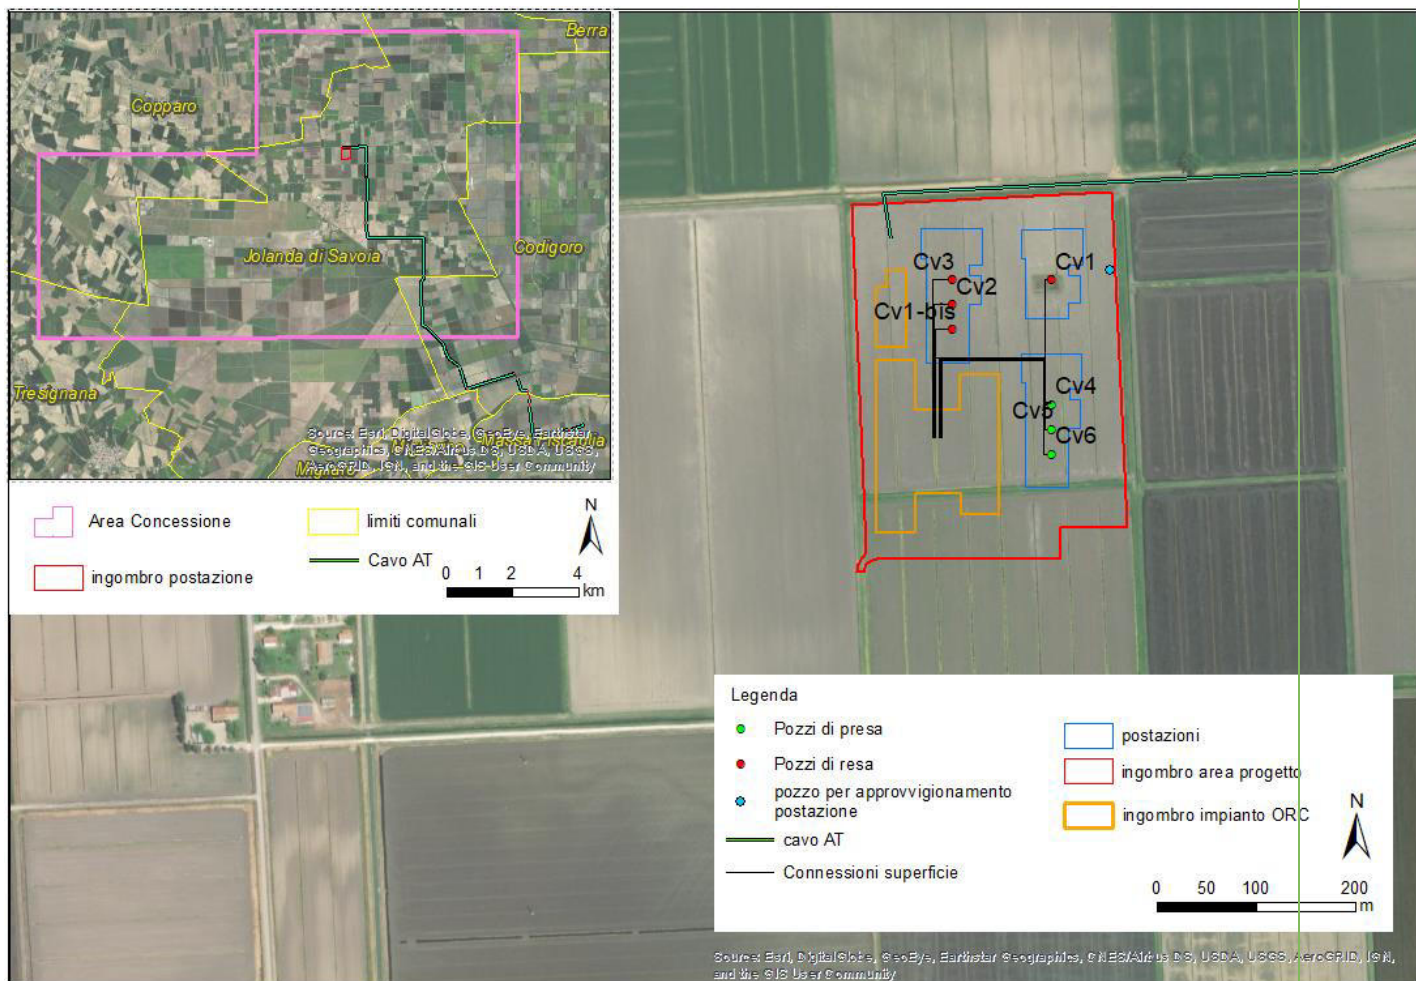 Berra
Copparo
Jolanda di Savoia
Codigoro
Tresignana
Massa Fiscaglia
Migliaro
Source: Esri, DigitalGlobe, GeoEye, Earthstar
Geographics, CNES/Airbus DS, USDA, USGS,
AeroGRID, IGN, and the GIS User Community
Area Concessione
limiti comunali
ingombro postazione
Cavo AT
N
0 1 2 4
km
Cv3
Cv2
Cv1
Cv1-bis
Cv4
Cv5
Cv6
Legenda
Pozzi di presa
Pozzi di resa
pozzo per approvvigionamento
postazione
cavo AT
Connessioni superficie
postazioni
ingombro area progetto
ingombro impianto ORC
N
0 50 100 200
m
Source: Esri, DigitalGlobe, GeoEye, Earthstar Geographics, CNES/Airbus DS, USDA, USGS, AeroGRID, IGN,
and the GIS User Community